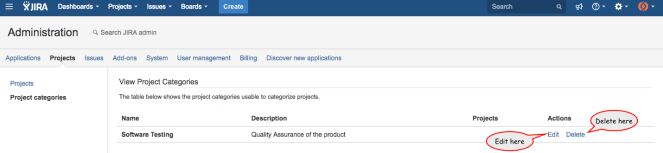 JIRA Dashboards Projects Issues Boards Create Search
Administration Search JIRA admin
Applications Projects Issues Add-ons System User management Billing Discover new applications
Projects
Project categories
View Project Categories
The table below shows the project categories usable to categorize projects.
Name Description Projects Actions
Software Testing Quality Assurance of the product Edit Delete
Delete here
Edit here